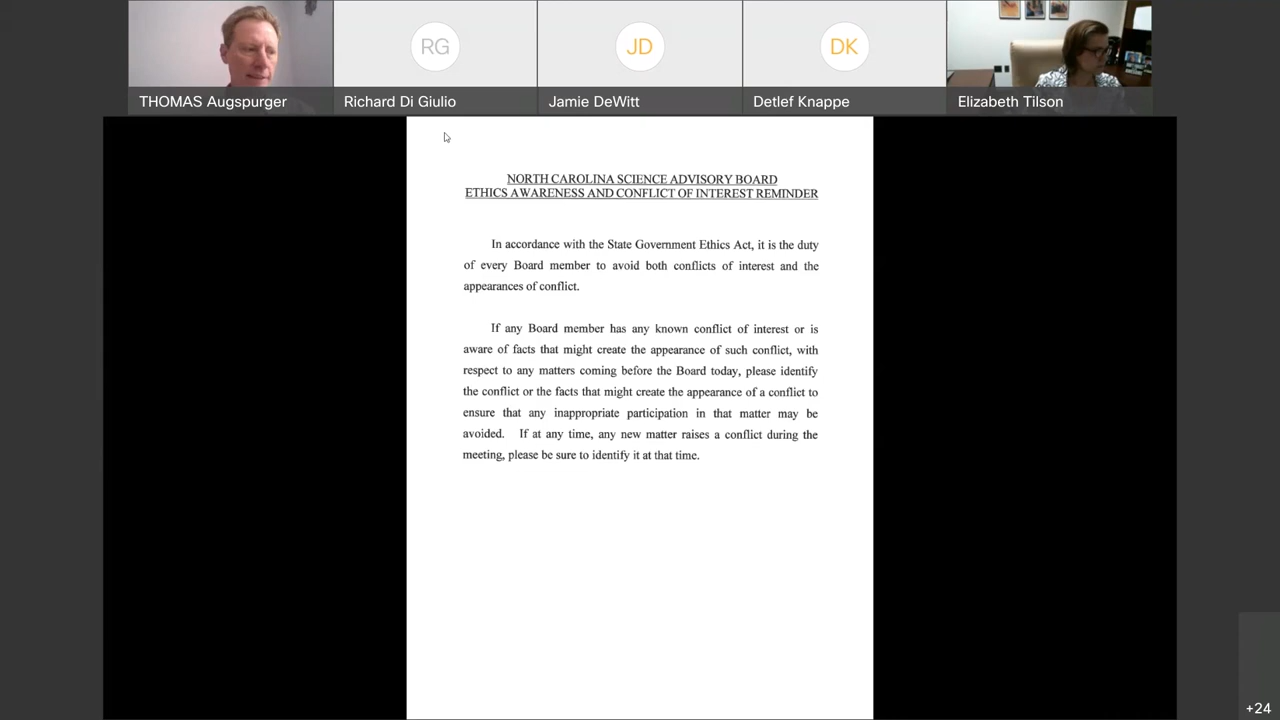 RG
JD
DK
THOMAS Augspurger
Richard Di Giulio
Jamie DeWitt
Detlef Knappe
Elizabeth Tilson
NORTH CAROLINA SCIENCE ADVISORY BOARD
ETHICS AWARENESS AND CONFLICT OF INTEREST REMINDER
In accordance with the State Government Ethics Act, it is the duty
of every Board member to avoid both conflicts of interest and the
appearances of conflict.
If any Board member has any known conflict of interest or is
aware of facts that might create the appearance of such conflict, with
respect to any matters coming before the Board today, please identify
the conflict or the facts that might create the appearance of a conflict to
ensure that any inappropriate participation in that matter may be
avoided. If at any time, any new matter raises a conflict during the
meeting, please be sure to identify it at that time.
+24